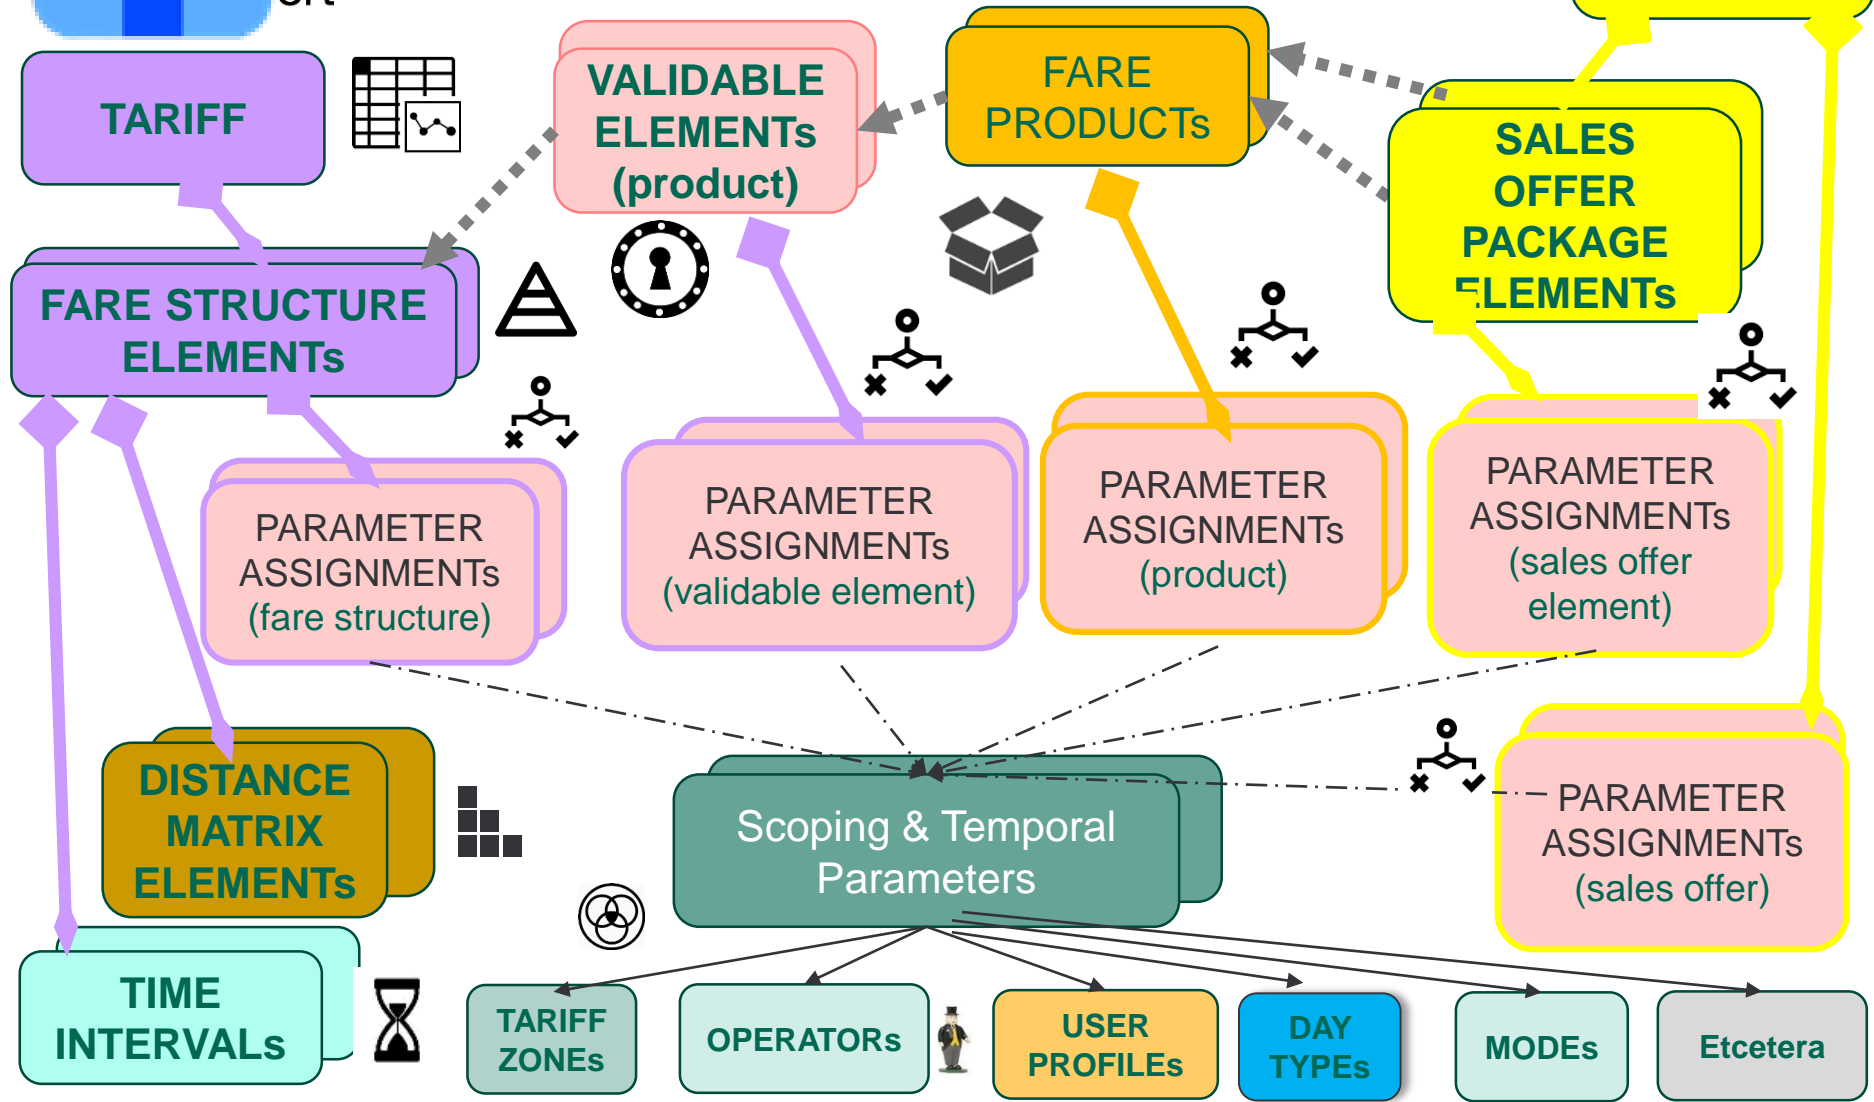 TARIFF
VALIDABLE
ELEMENTs
(product)
FARE
PRODUCTs
SALES
OFFER
PACKAGE
ELEMENTs
FARE STRUCTURE
ELEMENTs
PARAMETER
ASSIGNMENTs
(fare structure)
PARAMETER
ASSIGNMENTs
(validable element)
PARAMETER
ASSIGNMENTs
(product)
PARAMETER
ASSIGNMENTs
(sales offer
element)
DISTANCE
MATRIX
ELEMENTs
Scoping & Temporal
Parameters
PARAMETER
ASSIGNMENTs
(sales offer)
TIME
INTERVALs
TARIFF
ZONEs
OPERATORs
USER
PROFILEs
DAY
TYPEs
MODEs
Etcetera